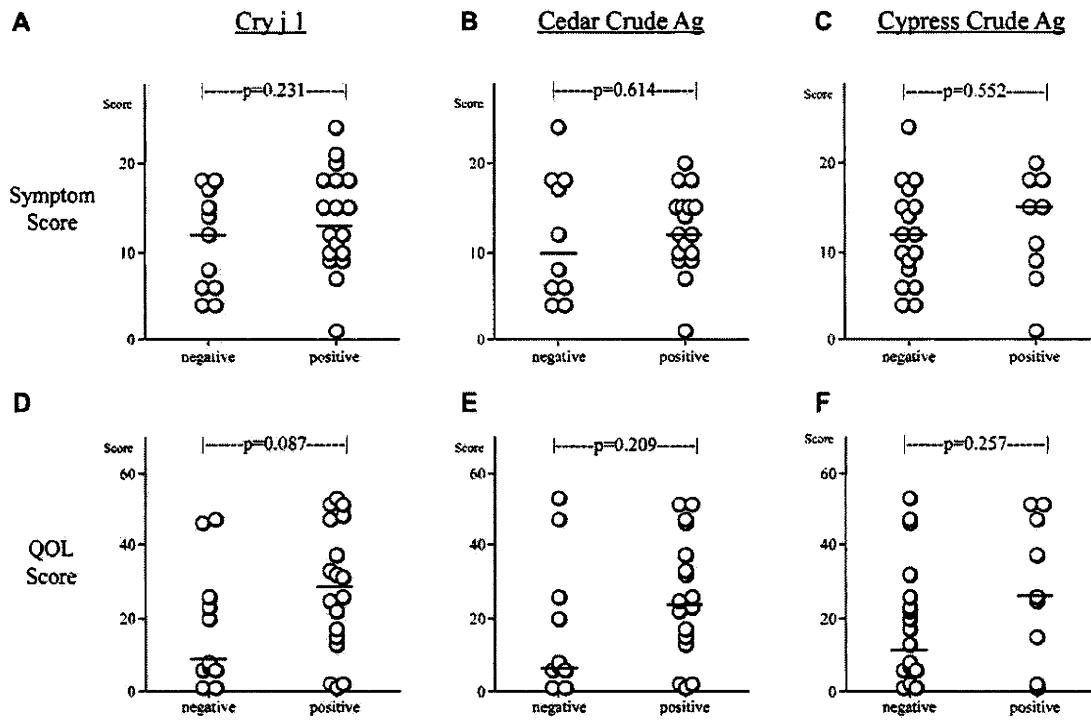 A Cry j 1 B Cedar Crude Ag C Cypress Crude Ag
Score p=0.231 Score p=0.614 Score p=0.552
20 20 20
Symptom
Score
10 10 10
0 0 0
negative positive negative positive negative positive
D E F
Score p=0.087 Score p=0.209 Score p=0.257
60 60 60
40 40 40
QOL
Score
20 20 20
0 0 0
negative positive negative positive negative positive